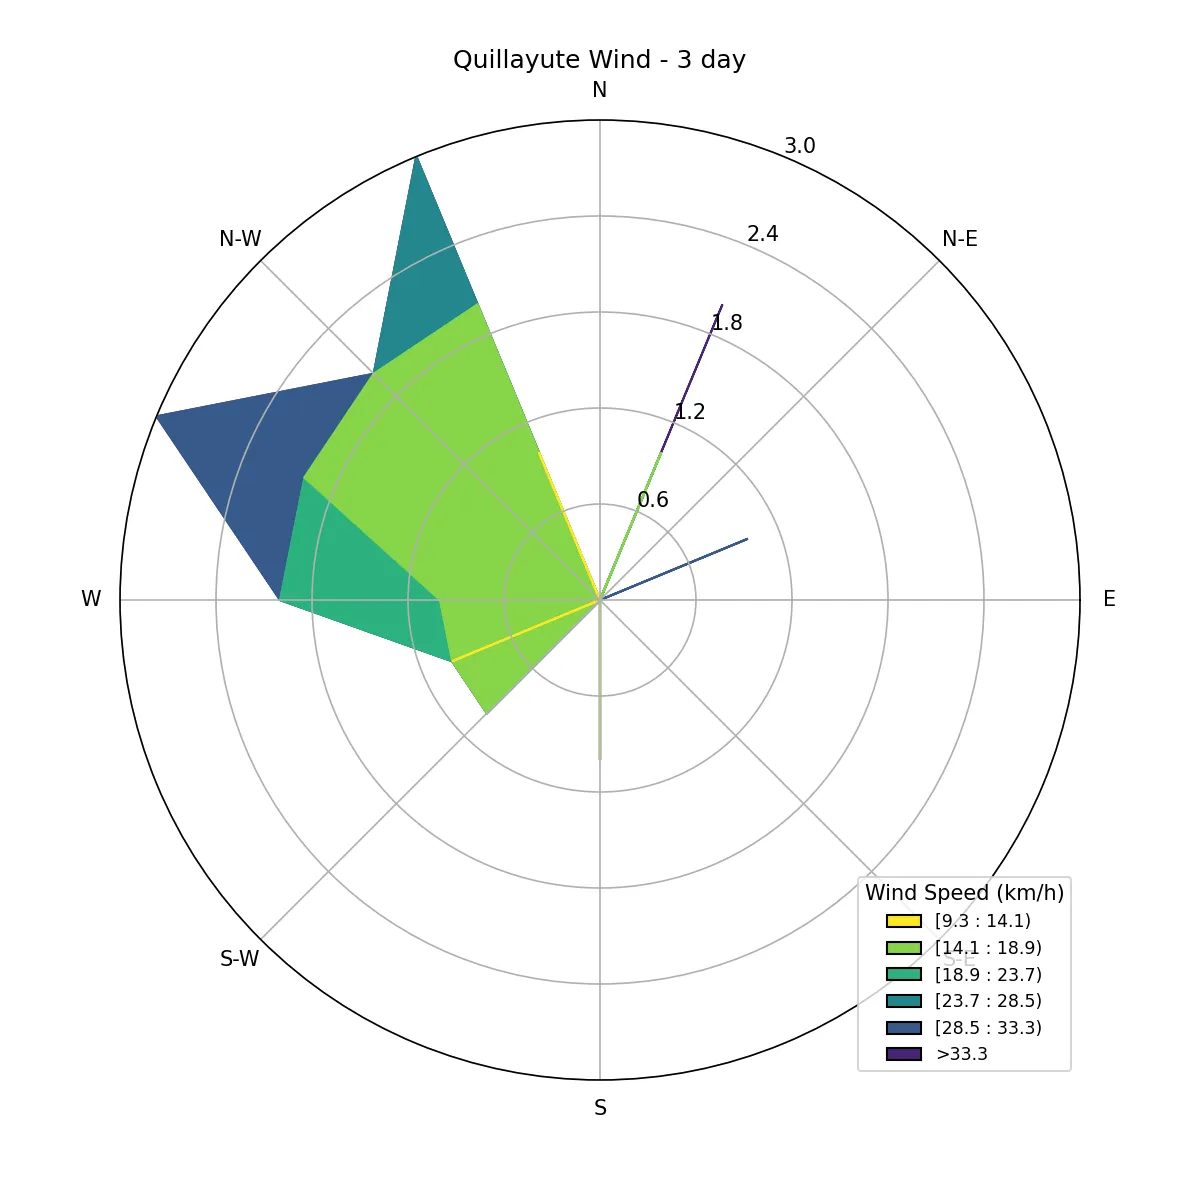 Quillayute Wind - 3 day
N
3.0
2.4
N-W
N-E
1.8
1.2
0.6
W
E
Wind Speed (km/h)
[9.3 : 14.1)
[14.1 : 18.9)
S-W
S-E
[18.9 : 23.7)
[23.7 : 28.5)
[28.5 : 33.3)
>33.3
S